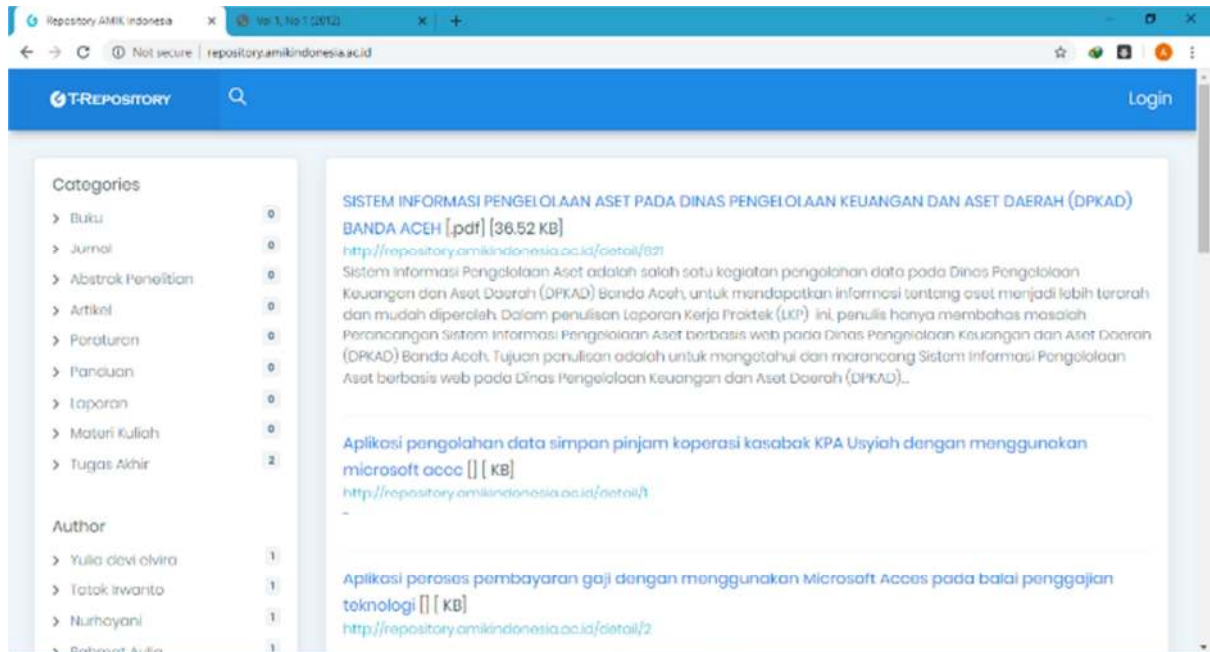 Repository AMIK Indonesia
Vol 1, No 1 (2012)
Not secure
repository.amikindonesia.ac.id
T-REPOSITORY
Login
Categories
Buku 0
Jurnal 0
Abstrak Penelitian 0
Artikel 0
Peraturan 0
Panduan 0
Laporan 0
Materi Kuliah 0
Tugas Akhir 2
Author
Yulia devi elvira 1
Tatok Irwanto 1
Nurhayani 1
Rahmat Aulia 1
SISTEM INFORMASI PENGELOLAAN ASET PADA DINAS PENGELOLAAN KEUANGAN DAN ASET DAERAH (DPKAD)
BANDA ACEH [.pdf] [36.52 KB]
http://repository.amikindonesia.ac.id/detail/621
Sistem Informasi Pengelolaan Aset adalah salah satu kegiatan pengolahan data pada Dinas Pengelolaan
Keuangan dan Aset Daerah (DPKAD) Banda Aceh, untuk mendapatkan informasi tentang aset menjadi lebih terarah
dan mudah diperoleh. Dalam penulisan Laporan Kerja Praktek (LKP) ini, penulis hanya membahas masalah
Perancangan Sistem Informasi Pengelolaan Aset berbasis web pada Dinas Pengelolaan Keuangan dan Aset Daerah
(DPKAD) Banda Aceh. Tujuan penulisan adalah untuk mengetahui dan merancang Sistem Informasi Pengelolaan
Aset berbasis web pada Dinas Pengelolaan Keuangan dan Aset Daerah (DPKAD)...
Aplikasi pengolahan data simpan pinjam koperasi kasabak KPA Usyiah dengan menggunakan
microsoft acce [] [ KB]
http://repository.amikindonesia.ac.id/detail/1
-
Aplikasi peroses pembayaran gaji dengan menggunakan Microsoft Acces pada balai penggajian
teknologi [] [ KB]
http://repository.amikindonesia.ac.id/detail/2